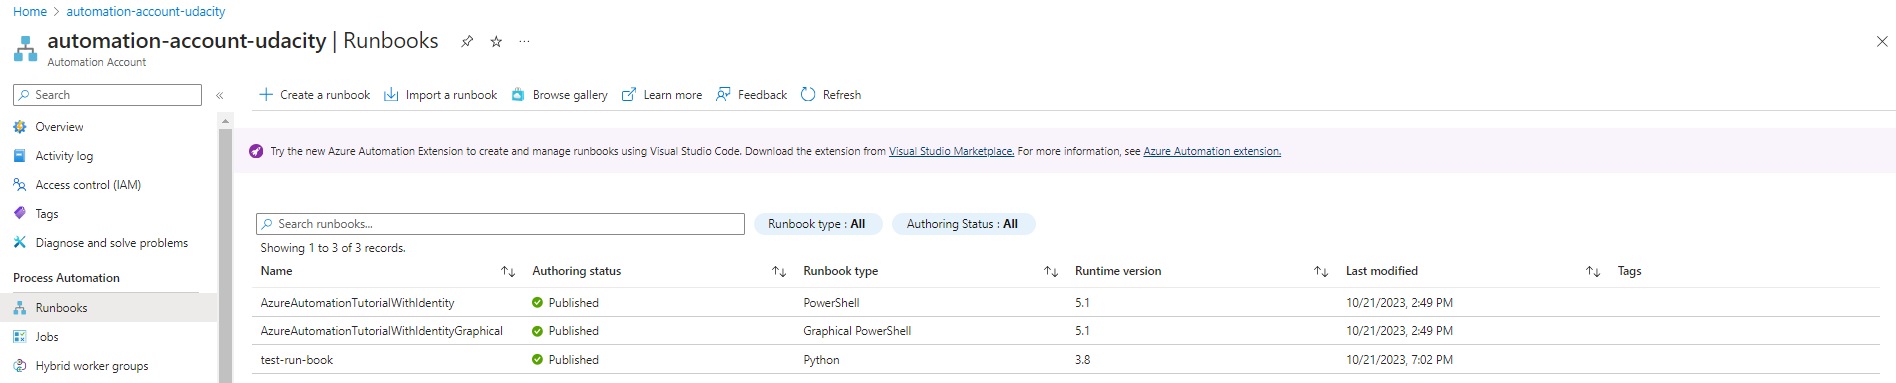 Home > automation-account-udacity
automation-account-udacity | Runbooks
Automation Account
Search
Overview
Activity log
Access control (IAM)
Tags
Diagnose and solve problems
Process Automation
Runbooks
Jobs
Hybrid worker groups
Create a runbook Import a runbook Browse gallery Learn more Feedback Refresh
Try the new Azure Automation Extension to create and manage runbooks using Visual Studio Code. Download the extension from Visual Studio Marketplace. For more information, see Azure Automation extension.
Search runbooks... Runbook type : All Authoring Status : All
Showing 1 to 3 of 3 records.
Name Authoring status Runbook type Runtime version Last modified Tags
AzureAutomationTutorialWithIdentity Published PowerShell 5.1 10/21/2023, 2:49 PM
AzureAutomationTutorialWithIdentityGraphical Published Graphical PowerShell 5.1 10/21/2023, 2:49 PM
test-run-book Published Python 3.8 10/21/2023, 7:02 PM